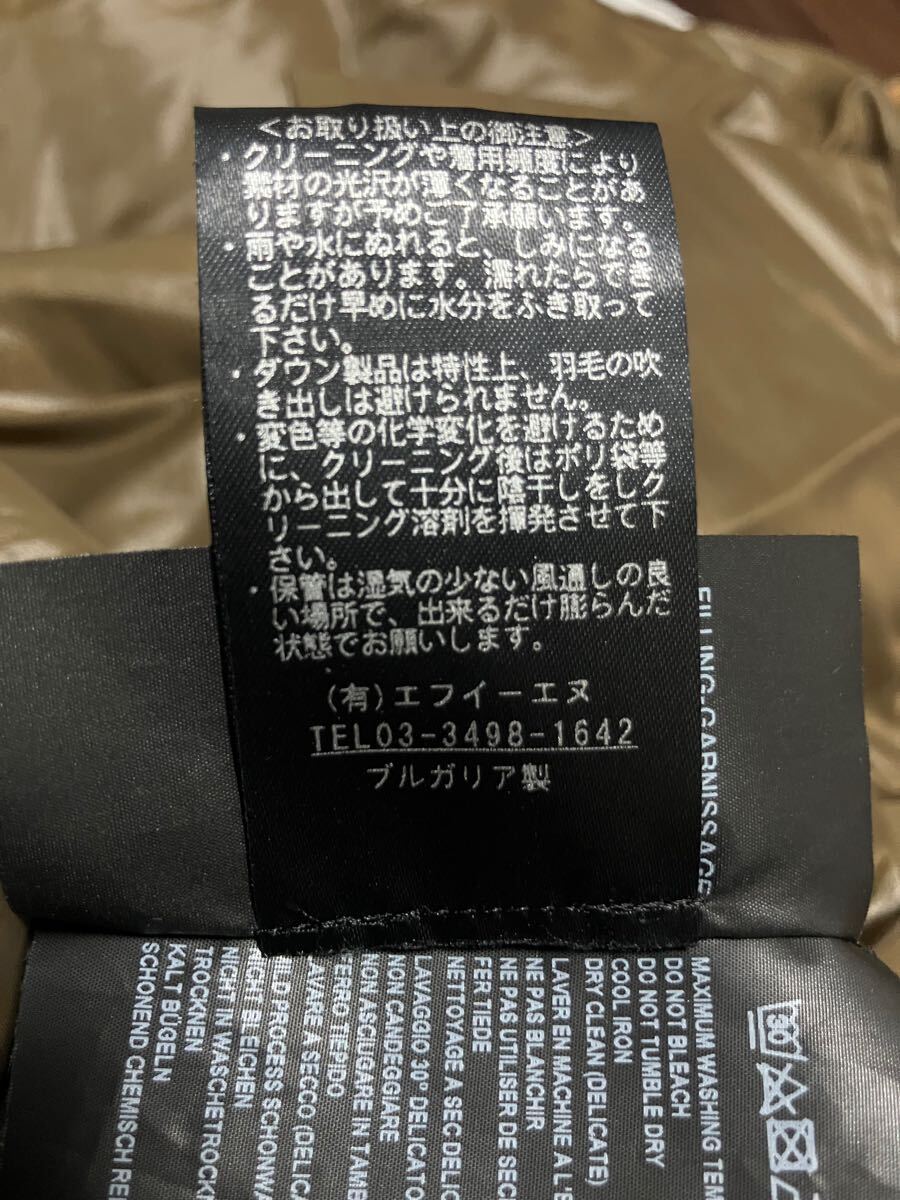 <お取り扱い上の御注意>
・クリーニングや着用頻度により
素材の光沢が薄くなることがあ
りますが予めご了承願います。
・雨や水にぬれると、しみになる
ことがあります。濡れたらでき
るだけ早めに水分をふき取って
下さい。
・ダウン製品は特性上、羽毛の吹
き出しは避けられません。
・変色等の化学変化を避けるため
に、クリーニング後はポリ袋等
から出して十分に陰干しをしク
リーニング溶剤を揮発させて下
さい。
・保管は湿気の少ない風通しの良
い場所で、出来るだけ膨らんだ
状態でお願いします。
(有)エフイーエヌ
TEL03-3498-1642
ブルガリア製
FILLING-GARNISSAGE
30
MAXIMUM WASHING TE
DO NOT BLEACH
DO NOT TUMBLE DRY
COOL IRON
DRY CLEAN (DELICATE)
LAVER EN MACHINE A L'E
NE PAS BLANCHIR
NE PAS UTILISER DE SEC
FER TIEDE
NETTOYAGE A SEC DELI
LAVAGGIO 30° DELICATO
NON CANDEGGIARE
NON ASCIUGARE IN TAMB
FERRO TIEPIDO
LAVARE A SECCO (DELICA
MILD PROCESS SCHONWA
NICHT BLEICHEN
NICHT IN WASCHETROCK
TROCKNEN
KALT BUGELN
SCHONEND CHEMISCH REI